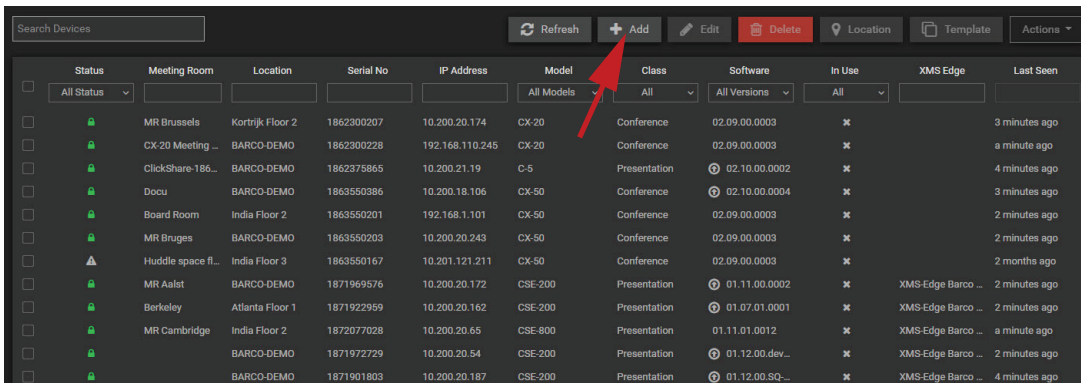 Search Devices Refresh Add Edit Delete Location Template Actions
Status Meeting Room Location Serial No IP Address Model Class Software In Use XMS Edge Last Seen
All Status All Models All All Versions All
MR Brussels Kortrijk Floor 2 1862300207 10.200.20.174 CX-20 Conference 02.09.00.0003 3 minutes ago
CX-20 Meeting ... BARCO-DEMO 1862300228 192.168.110.245 CX-20 Conference 02.09.00.0003 a minute ago
ClickShare-186... BARCO-DEMO 1862375865 10.200.21.19 C-5 Presentation 02.10.00.0002 4 minutes ago
Docu BARCO-DEMO 1863550386 10.200.18.106 CX-50 Conference 02.10.00.0004 3 minutes ago
Board Room India Floor 2 1863550201 192.168.1.101 CX-50 Conference 02.09.00.0003 2 minutes ago
MR Bruges BARCO-DEMO 1863550203 10.200.20.243 CX-50 Conference 02.09.00.0003 2 minutes ago
Huddle space fl... India Floor 3 1863550167 10.201.121.211 CX-50 Conference 02.09.00.0003 2 months ago
MR Aalst BARCO-DEMO 1871969576 10.200.20.172 CSE-200 Presentation 01.11.00.0002 XMS-Edge Barco ... 2 minutes ago
Berkeley Atlanta Floor 1 1871922959 10.200.20.162 CSE-200 Presentation 01.07.01.0001 XMS-Edge Barco ... 2 minutes ago
MR Cambridge India Floor 2 1872077028 10.200.20.65 CSE-800 Presentation 01.11.01.0012 XMS-Edge Barco ... a minute ago
BARCO-DEMO 1871972729 10.200.20.54 CSE-200 Presentation 01.12.00.dev... XMS-Edge Barco ... 2 minutes ago
BARCO-DEMO 1871901803 10.200.20.187 CSE-200 Presentation 01.12.00.SQ-... XMS-Edge Barco ... 4 minutes ago